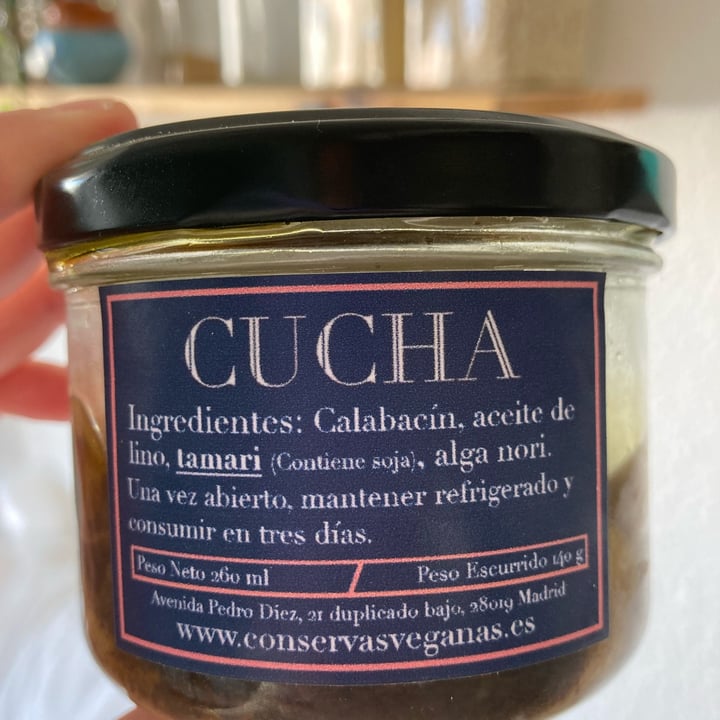 CUCHA
Ingredientes: Calabacín, aceite de
lino, tamari (Contiene soja), alga nori.
Una vez abierto, mantener refrigerado y
consumir en tres días.
Peso Neto 260 ml / Peso Escurrido 140 g
Avenida Pedro Díez, 21 duplicado bajo, 28019 Madrid
www.conservasveganas.es